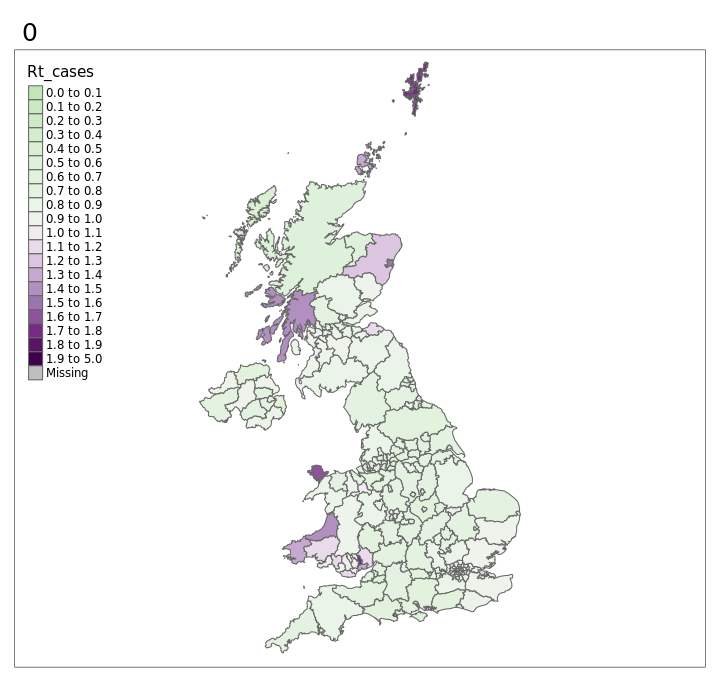 0
Rt_cases
0.0 to 0.1
0.1 to 0.2
0.2 to 0.3
0.3 to 0.4
0.4 to 0.5
0.5 to 0.6
0.6 to 0.7
0.7 to 0.8
0.8 to 0.9
0.9 to 1.0
1.0 to 1.1
1.1 to 1.2
1.2 to 1.3
1.3 to 1.4
1.4 to 1.5
1.5 to 1.6
1.6 to 1.7
1.7 to 1.8
1.8 to 1.9
1.9 to 5.0
Missing